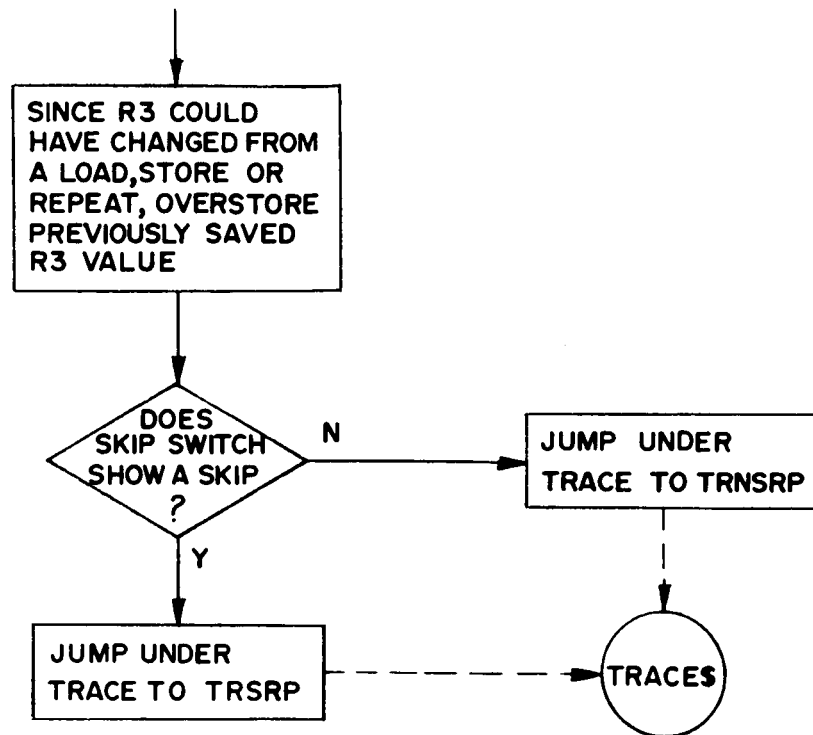 SINCE R3 COULD
HAVE CHANGED FROM
A LOAD, STORE OR
REPEAT, OVERSTORE
PREVIOUSLY SAVED
R3 VALUE
DOES
SKIP SWITCH
SHOW A SKIP
?
N
JUMP UNDER
TRACE TO TRNSRP
Y
JUMP UNDER
TRACE TO TRSRP
TRACE$